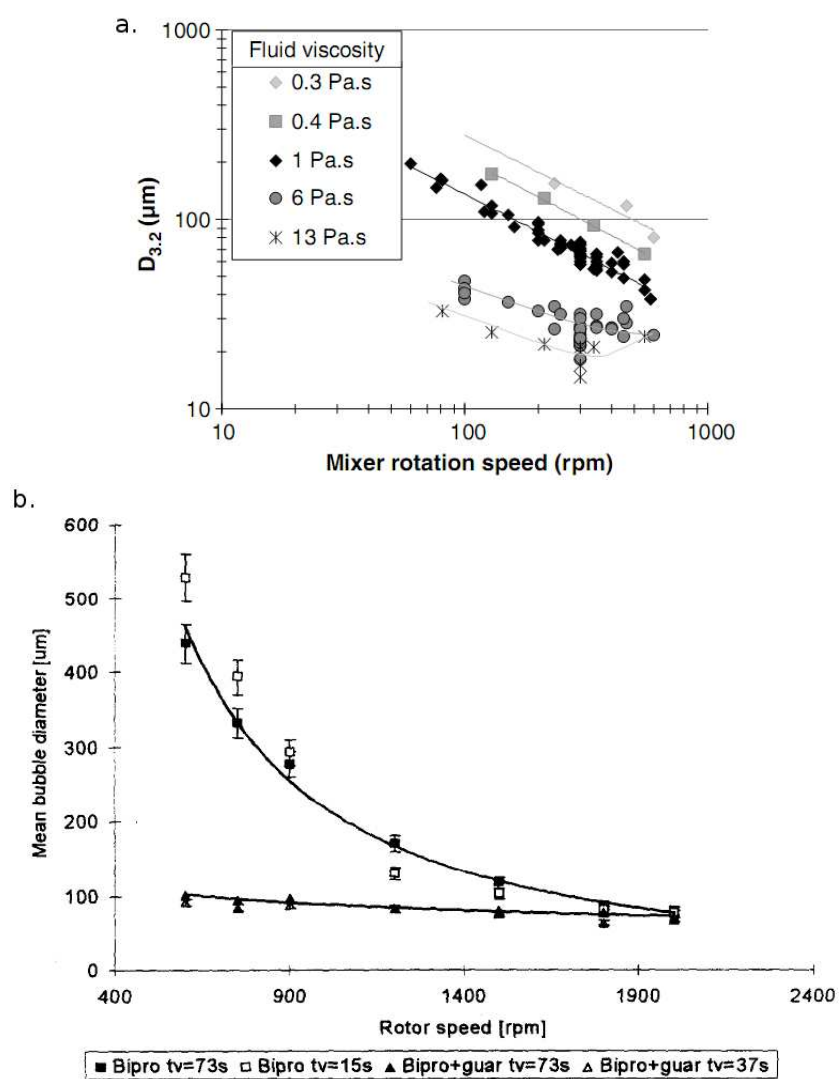 a.
1000
Fluid viscosity
0.3 Pa.s
0.4 Pa.s
1 Pa.s
6 Pa.s
13 Pa.s
100
10
D3.2 (µm)
10 100 1000
Mixer rotation speed (rpm)
b.
600
500
400
300
200
100
0
Mean bubble diameter [um]
400 900 1400 1900 2400
Rotor speed [rpm]
Bipro tv=73s Bipro tv=15s Bipro+guar tv=73s Bipro+guar tv=37s